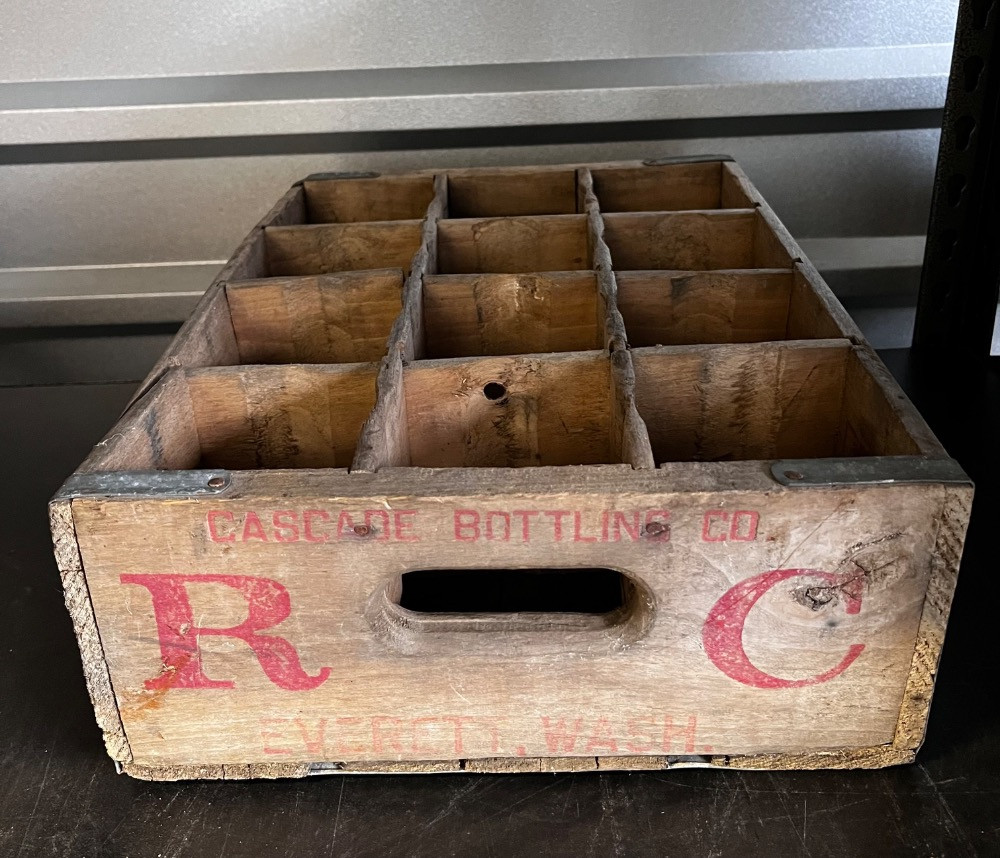 CASCADE BOTTLING CO.
R C
EVERETT, WASH